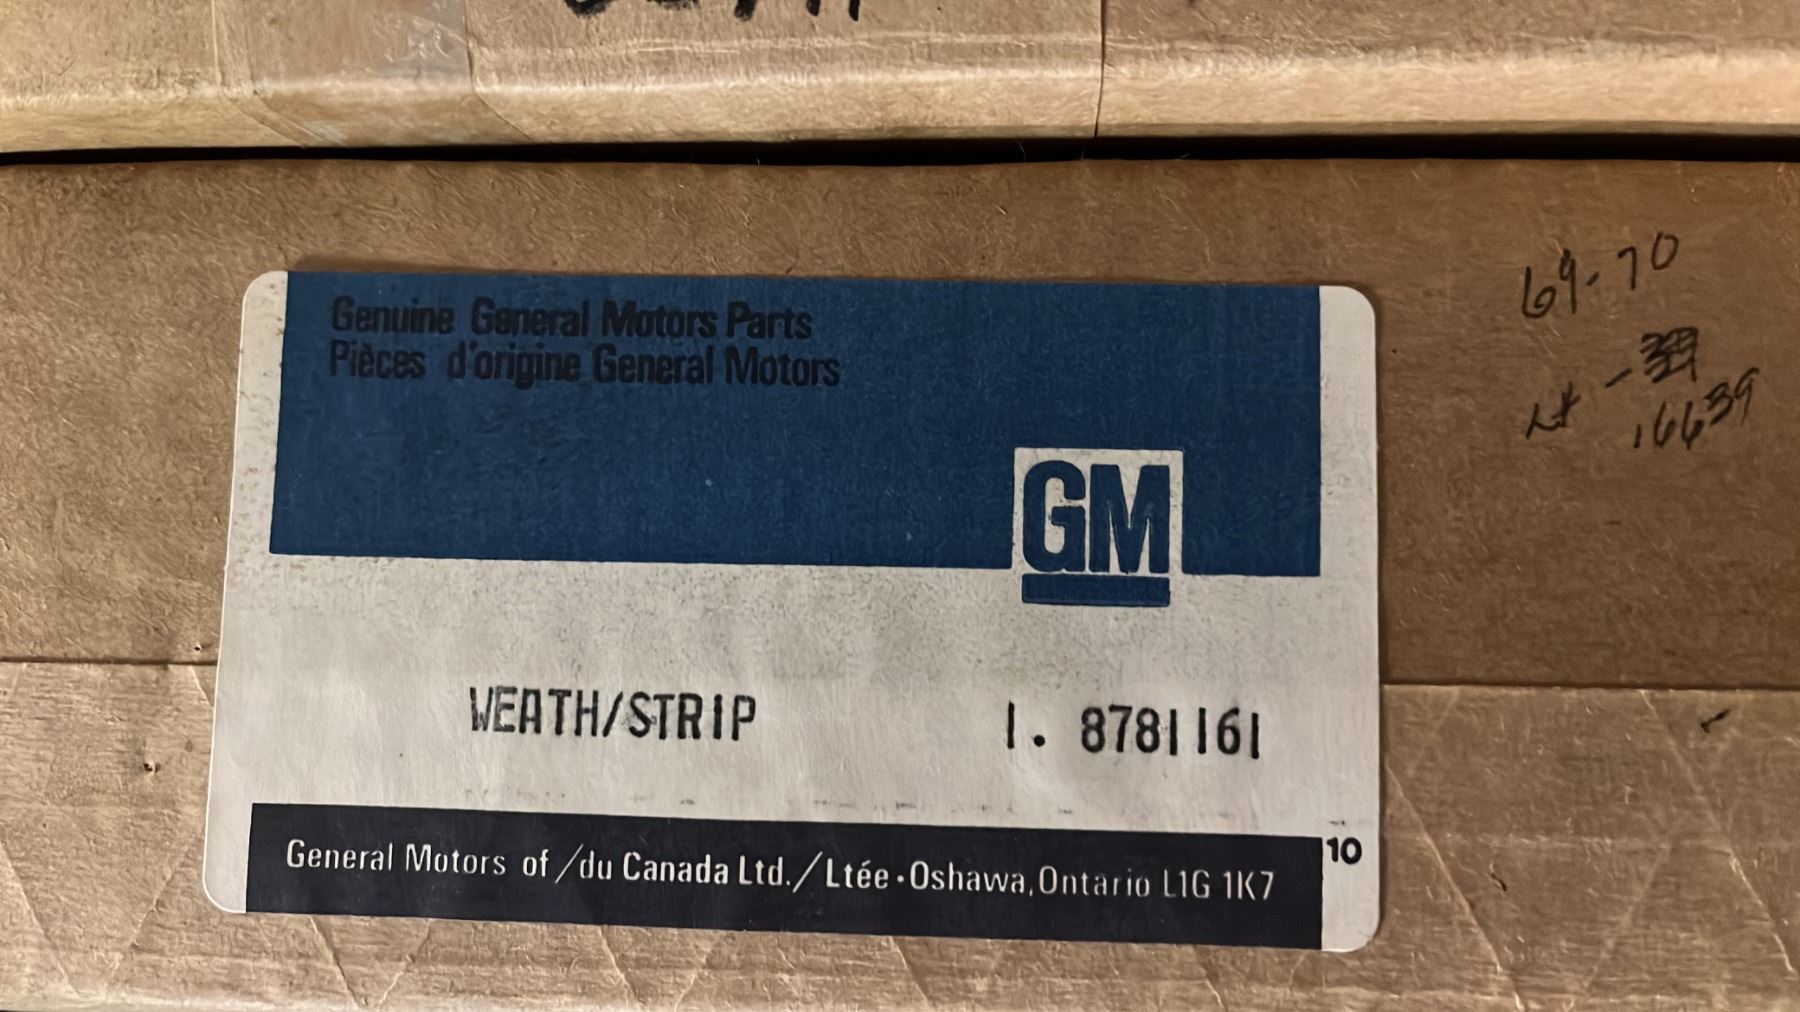 Genuine General Motors Parts
Pièces d'origine General Motors
69-70
GM
16639
WEATH/STRIP 1. 8781161
General Motors of/du Canada Ltd./Ltée·Oshawa, Ontario L1G 1K7
10